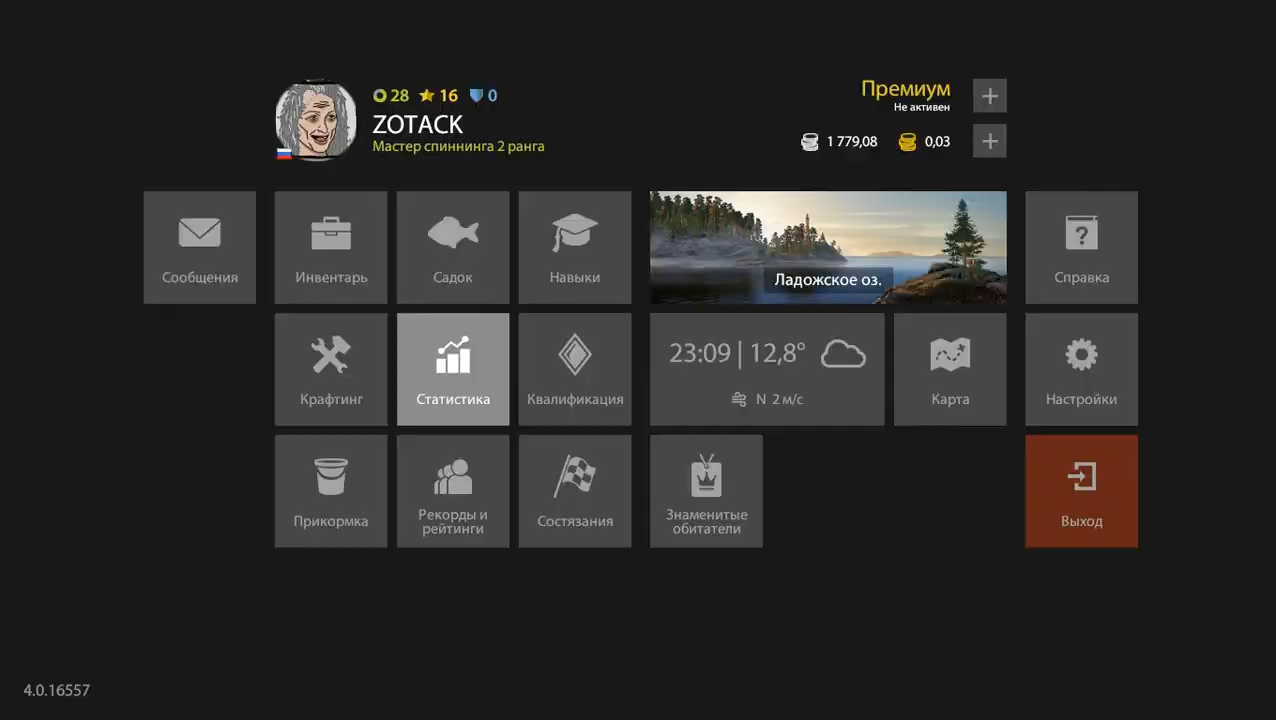 28 16 0
ZOTACK
Мастер спиннинга 2 ранга
Премиум
Не активен
1 779,08 0,03
Сообщения
Инвентарь
Садок
Навыки
Ладожское оз.
Справка
Крафтинг
Статистика
Квалификация
23:09 | 12,8°
N 2 м/с
Карта
Настройки
Прикормка
Рекорды и
рейтинги
Состязания
Знаменитые
обитатели
Выход
4.0.16557